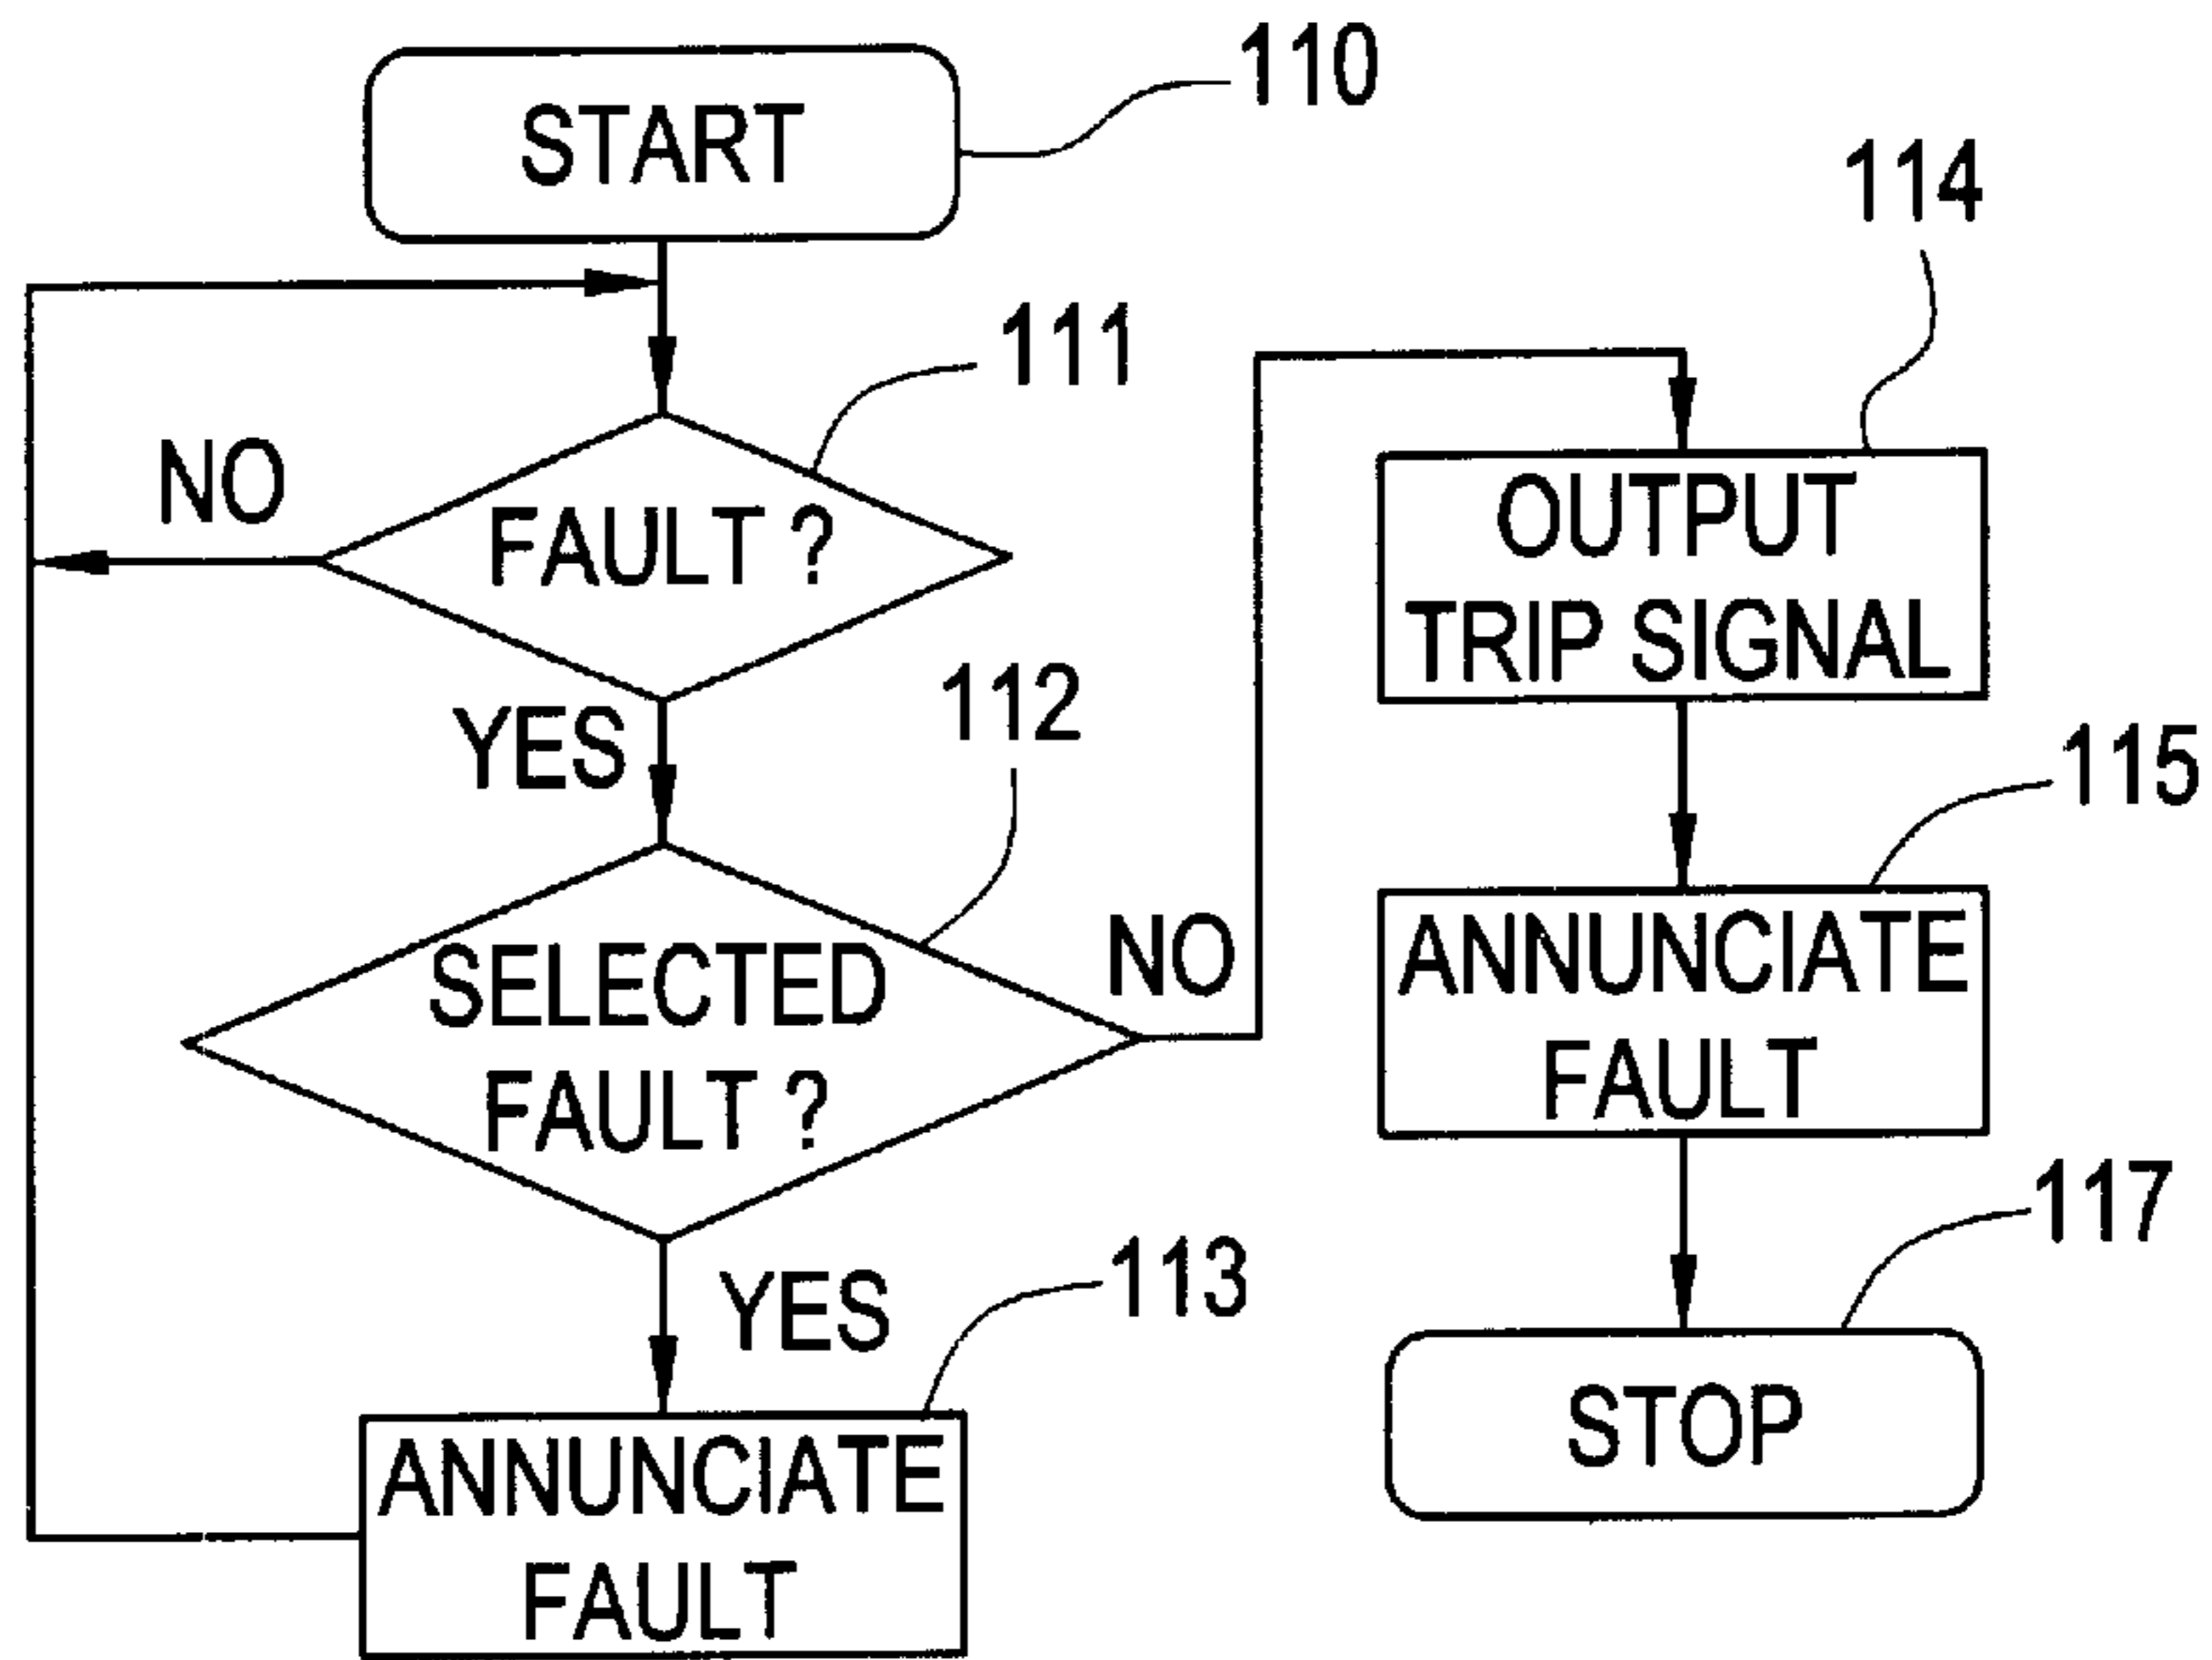 START
110
111
NO
FAULT ?
YES
112
SELECTED
FAULT ?
NO
YES
113
ANNUNCIATE
FAULT
114
OUTPUT
TRIP SIGNAL
115
ANNUNCIATE
FAULT
117
STOP